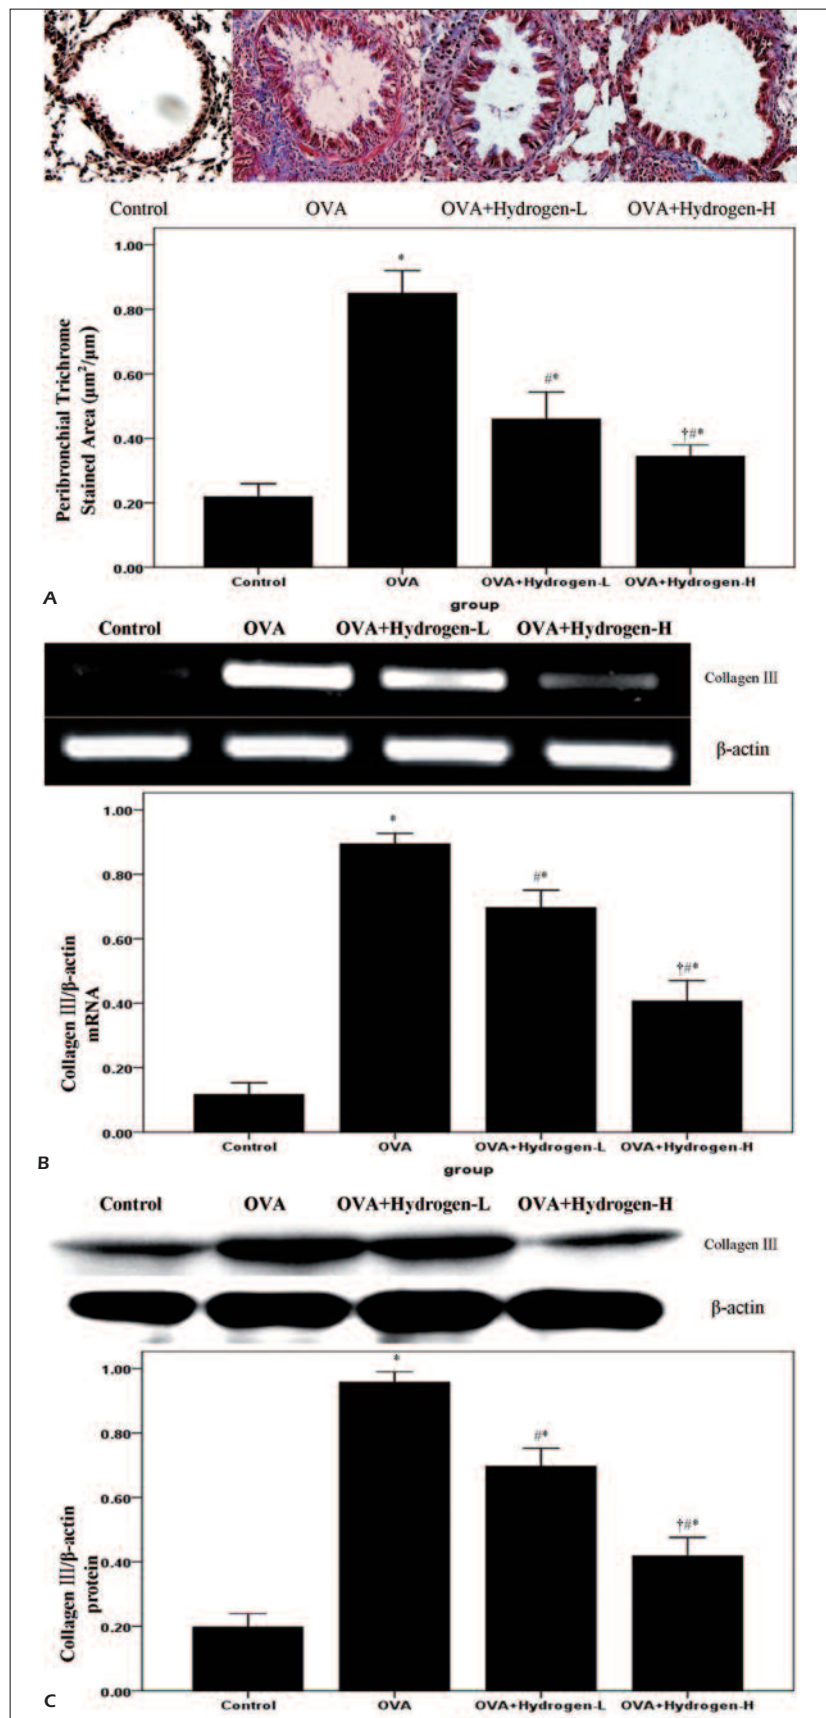 Control OVA OVA+Hydrogen-L OVA+Hydrogen-H
Peribronchial Trichrome
Stained Area (μm²/μm)
1.00
*
0.80
0.60
#*
0.40
†#*
0.20
0.00
Control OVA OVA+Hydrogen-L OVA+Hydrogen-H
group
A
Control OVA OVA+Hydrogen-L OVA+Hydrogen-H
Collagen III
β-actin
Collagen III/β-actin
mRNA
1.00
*
0.80
#*
0.60
†#*
0.40
0.20
0.00
Control OVA OVA+Hydrogen-L OVA+Hydrogen-H
group
B
Control OVA OVA+Hydrogen-L OVA+Hydrogen-H
Collagen III
β-actin
Collagen III/β-actin
protein
1.00
*
0.80
#*
0.60
†#*
0.40
0.20
0.00
Control OVA OVA+Hydrogen-L OVA+Hydrogen-H
C